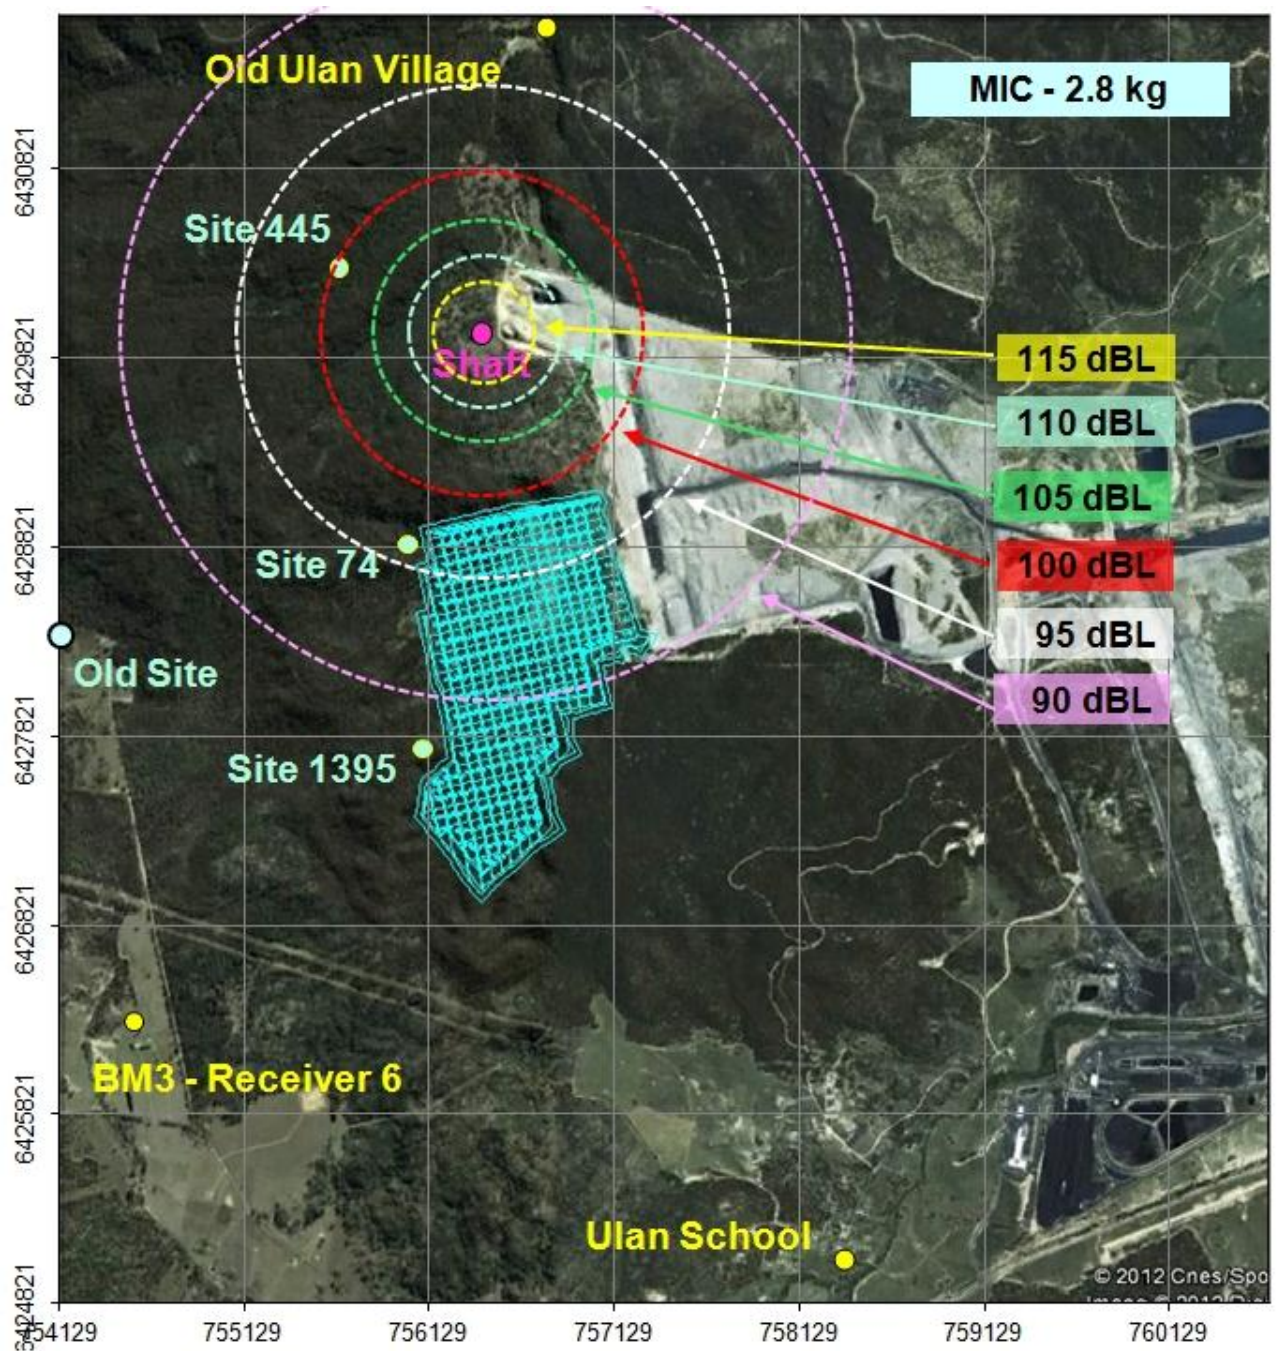 Old Ulan Village
MIC - 2.8 kg
6430821
Site 445
6429821
Shaft
115 dBL
110 dBL
105 dBL
6428821
Site 74
100 dBL
95 dBL
Old Site
90 dBL
6427821
Site 1395
6426821
BM3 - Receiver 6
6425821
Ulan School
© 2012 Cnes/Spo
6424821
454129
755129
756129
757129
758129
759129
760129